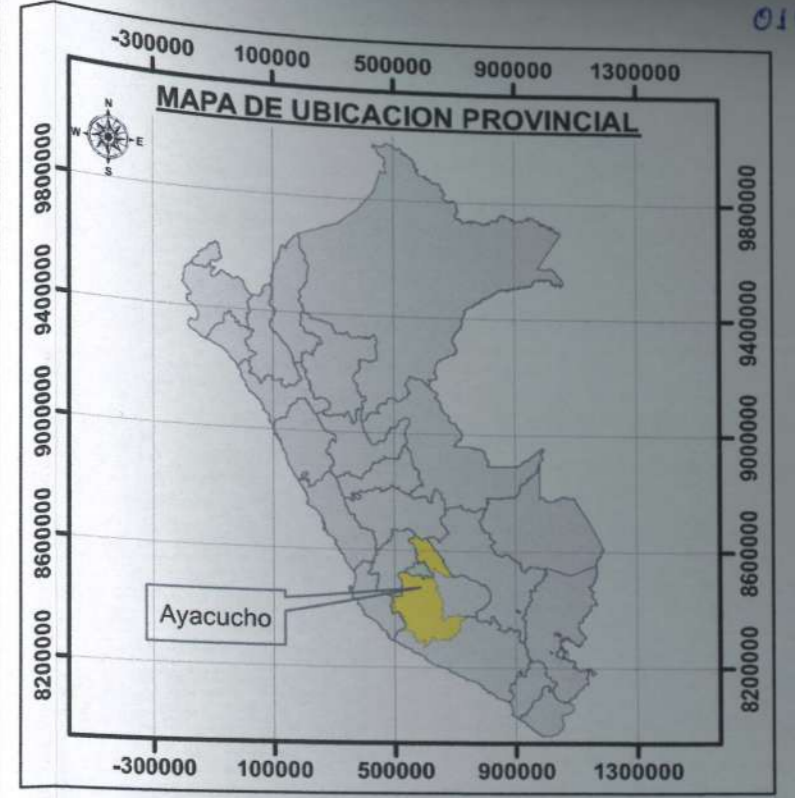 01
-300000 100000 500000 900000 1300000
MAPA DE UBICACION PROVINCIAL
N
W E
S
9800000 9800000
9400000 9400000
9000000 9000000
8600000 8600000
Ayacucho
8200000 8200000
-300000 100000 500000 900000 1300000